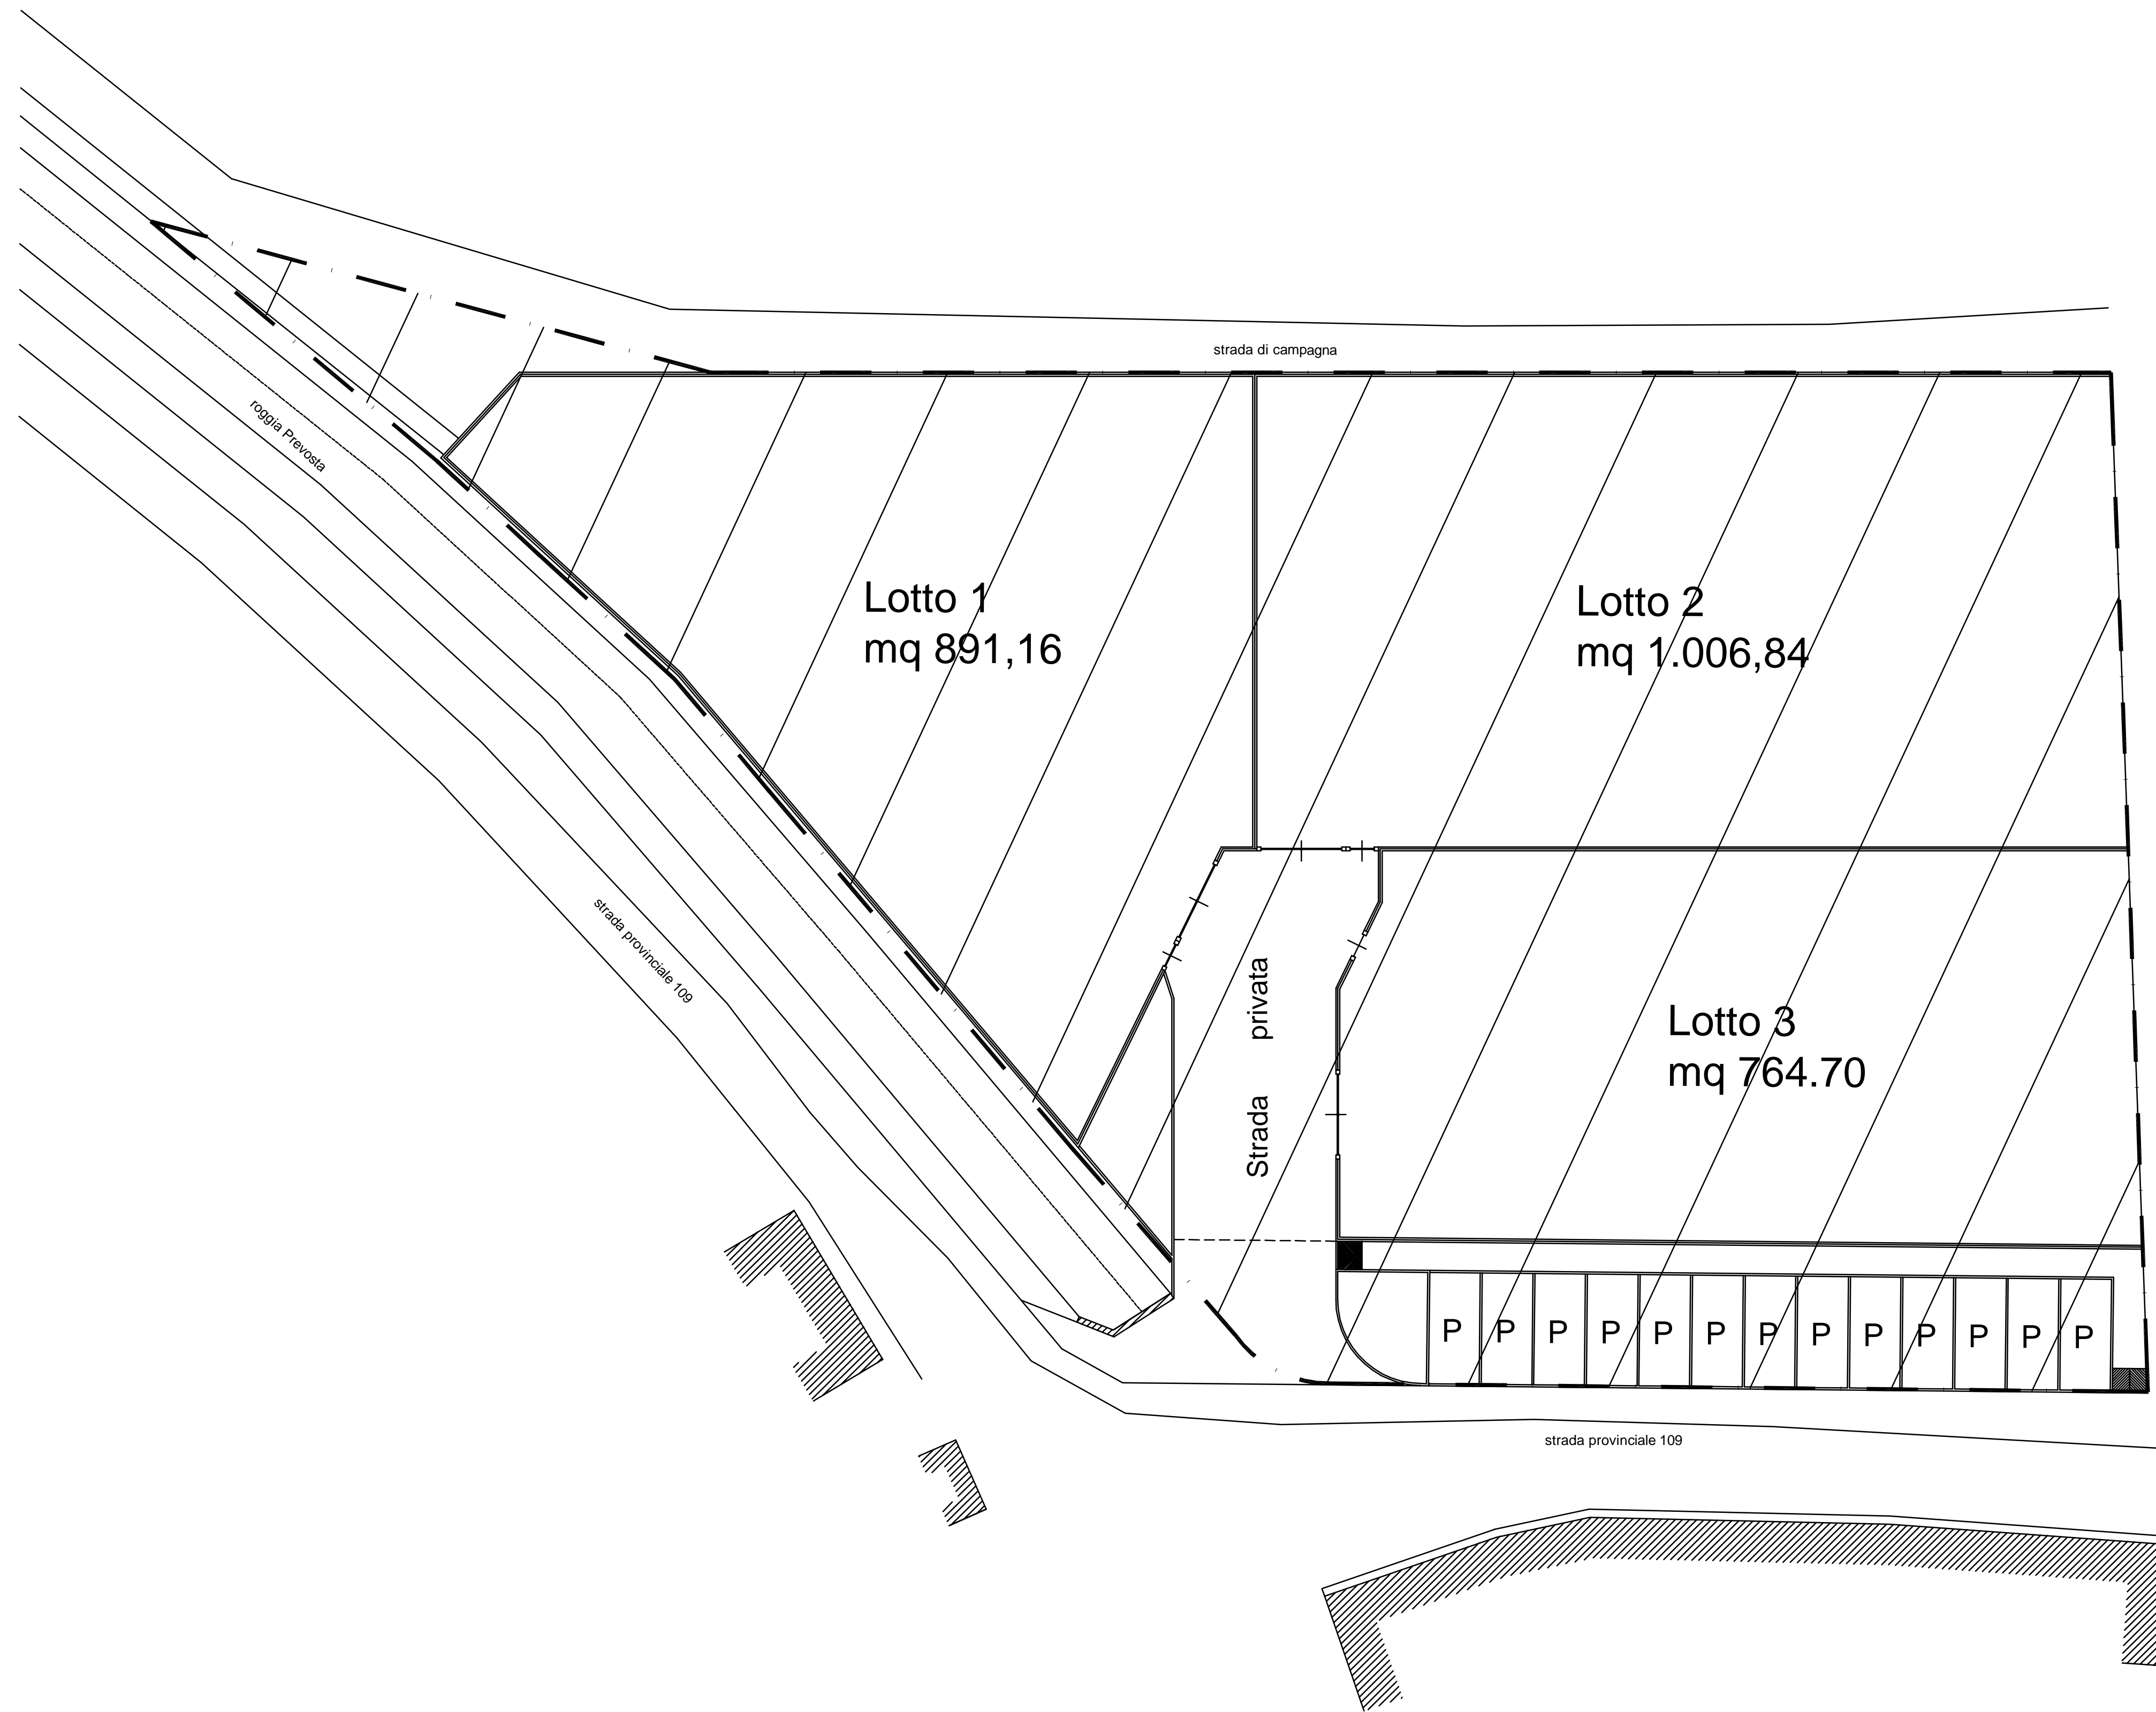 strada di campagna
roggia Prevosta
Lotto 1
mq 891,16
Lotto 2
mq 1.006,84
strada provinciale 109
Strada privata
Lotto 3
mq 764.70
P P P P P P P P P P P P P
strada provinciale 109